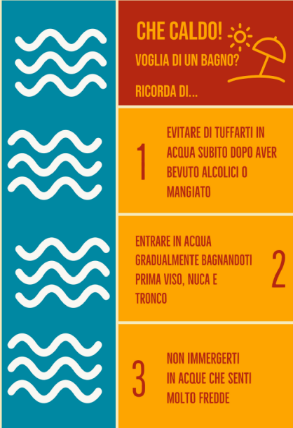 CHE CALDO!
VOGLIA DI UN BAGNO?
RICORDA DI...
1
EVITARE DI TUFFARTI IN
ACQUA SUBITO DOPO AVER
BEVUTO ALCOLICI O
MANGIATO
ENTRARE IN ACQUA
GRADUALMENTE BAGNANDOTI
PRIMA VISO, NUCA E
TRONCO
2
3
NON IMMERGERTI
IN ACQUE CHE SENTI
MOLTO FREDDE